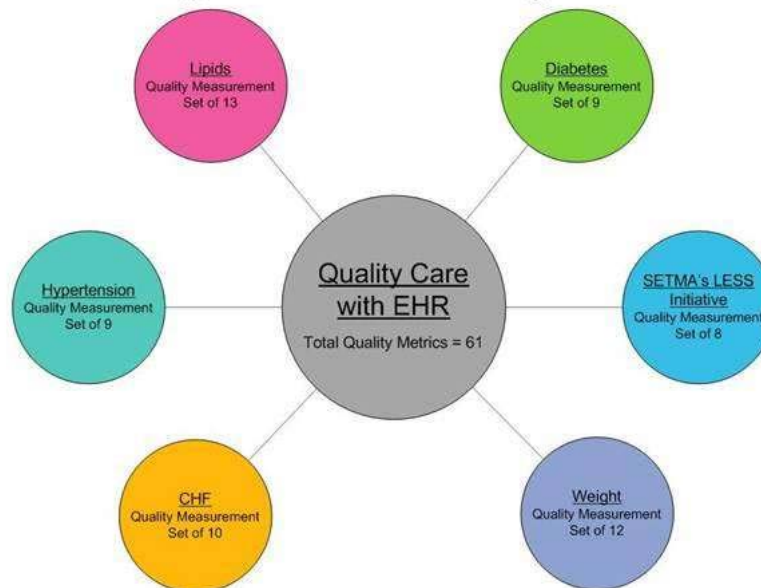 Lipids
Quality Measurement
Set of 13
Diabetes
Quality Measurement
Set of 9
Hypertension
Quality Measurement
Set of 9
Quality Care
with EHR
Total Quality Metrics = 61
SETMA's LESS
Initiative
Quality Measurement
Set of 8
CHF
Quality Measurement
Set of 10
Weight
Quality Measurement
Set of 12